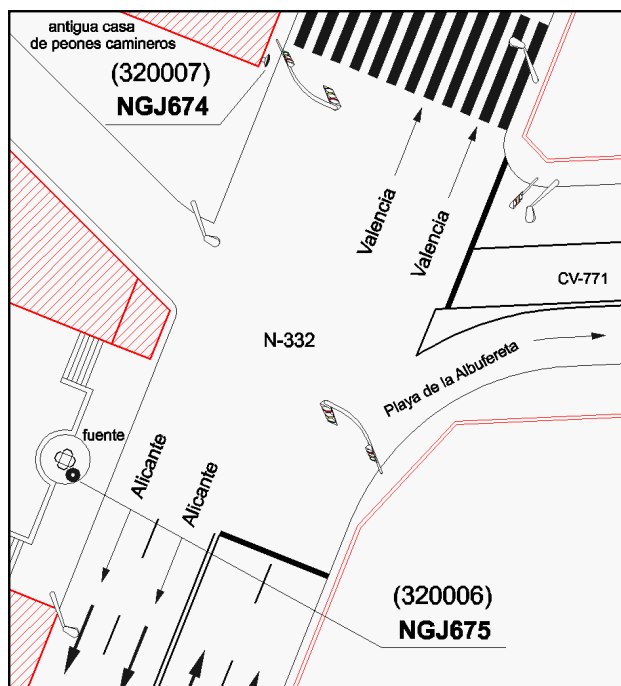 antigua casa
de peones camineros
(320007)
NGJ674
Valencia
Valencia
CV-771
N-332
Playa de la Albufereta
fuente
Alicante
Alicante
(320006)
NGJ675